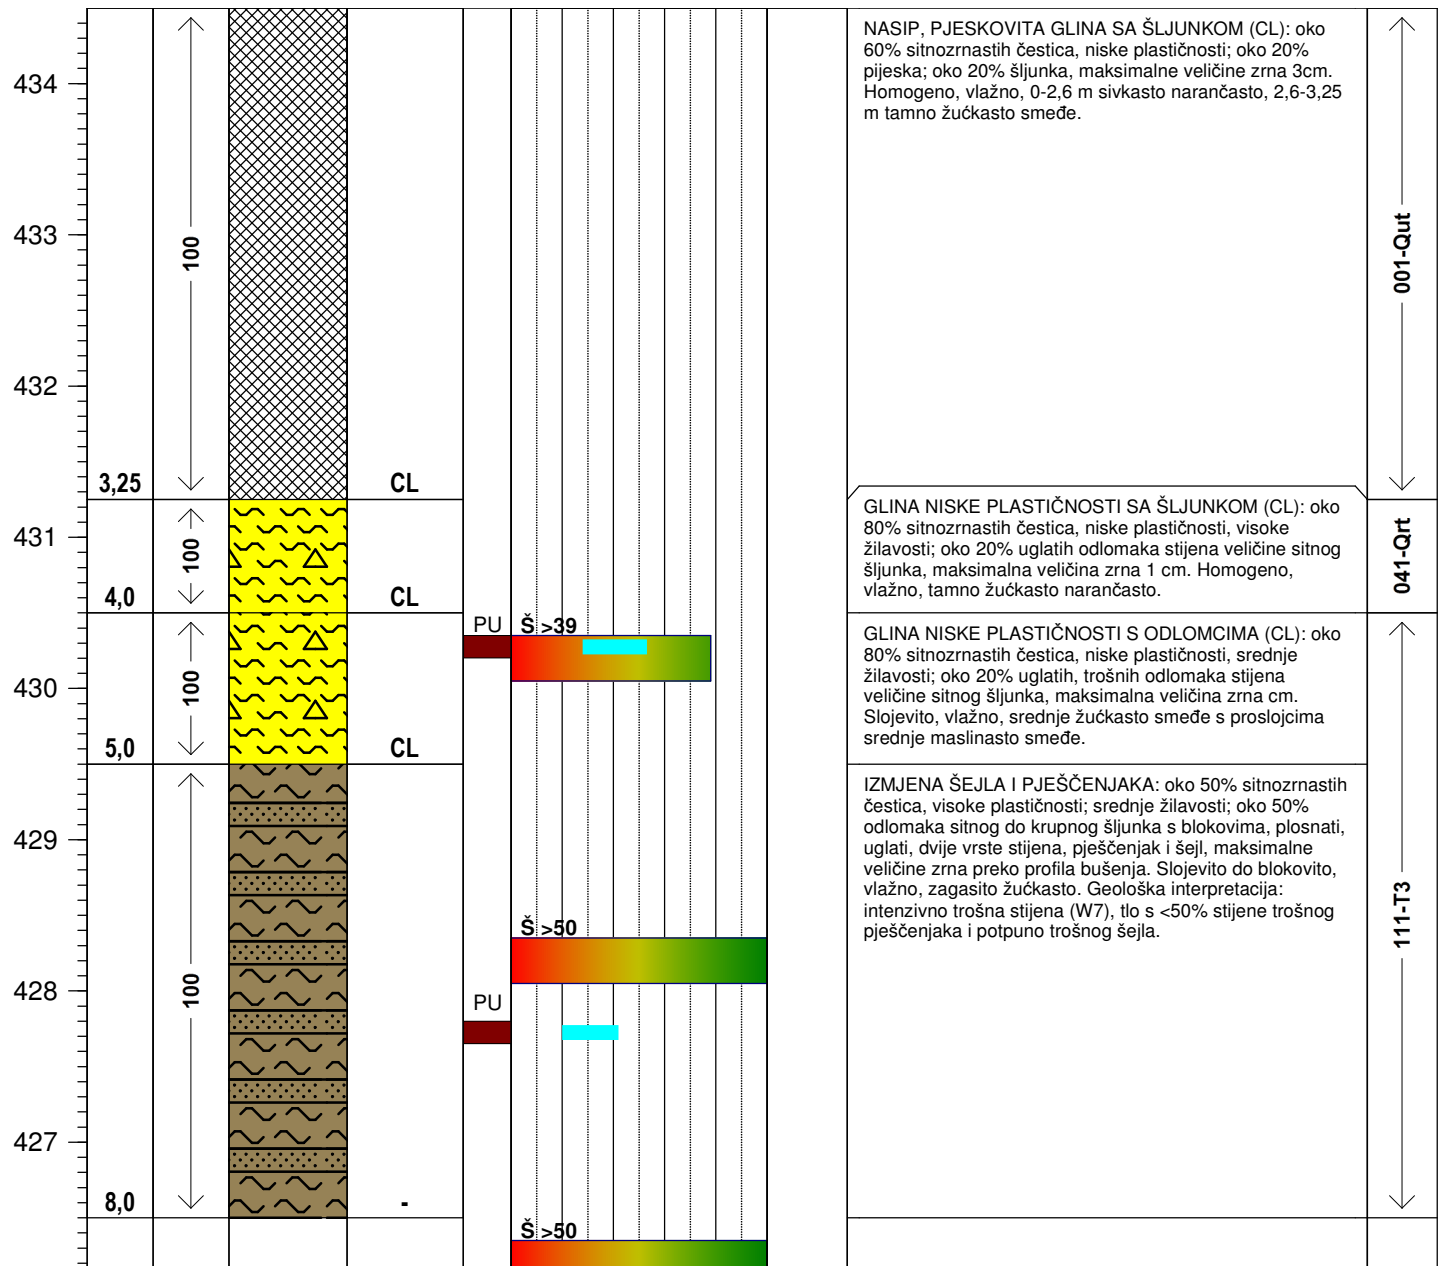 NASIP, PJESKOVITA GLINA SA ŠLJUNKOM (CL): oko
60% sitnozrnastih čestica, niske plastičnosti; oko 20%
pijeska; oko 20% šljunka, maksimalne veličine zrna 3cm.
Homogeno, vlažno, 0-2,6 m sivkasto narančasto, 2,6-3,25
m tamno žućkasto smeđe.
434
433
432
431
430
429
428
427
100
001-Qut
3,25
CL
GLINA NISKE PLASTIČNOSTI SA ŠLJUNKOM (CL): oko
80% sitnozrnastih čestica, niske plastičnosti, visoke
žilavosti; oko 20% uglatih odlomaka stijena veličine sitnog
šljunka, maksimalna veličina zrna 1 cm. Homogeno,
vlažno, tamno žućkasto narančasto.
100
041-Qrt
4,0
CL
PU
Š >39
GLINA NISKE PLASTIČNOSTI S ODLOMCIMA (CL): oko
80% sitnozrnastih čestica, niske plastičnosti, srednje
žilavosti; oko 20% uglatih, trošnih odlomaka stijena
veličine sitnog šljunka, maksimalna veličina zrna cm.
Slojevito, vlažno, srednje žućkasto smeđe s proslojcima
srednje maslinasto smeđe.
100
5,0
CL
IZMJENA ŠEJLA I PJEŠČENJAKA: oko 50% sitnozrnastih
čestica, visoke plastičnosti; srednje žilavosti; oko 50%
odlomaka sitnog do krupnog šljunka s blokovima, plosnati,
uglati, dvije vrste stijena, pješčenjak i šejl, maksimalne
veličine zrna preko profila bušenja. Slojevito do blokovito,
vlažno, zagasito žućkasto. Geološka interpretacija:
intenzivno trošna stijena (W7), tlo s <50% stijene trošnog
pješčenjaka i potpuno trošnog šejla.
111-T3
Š >50
100
PU
8,0
-
Š >50